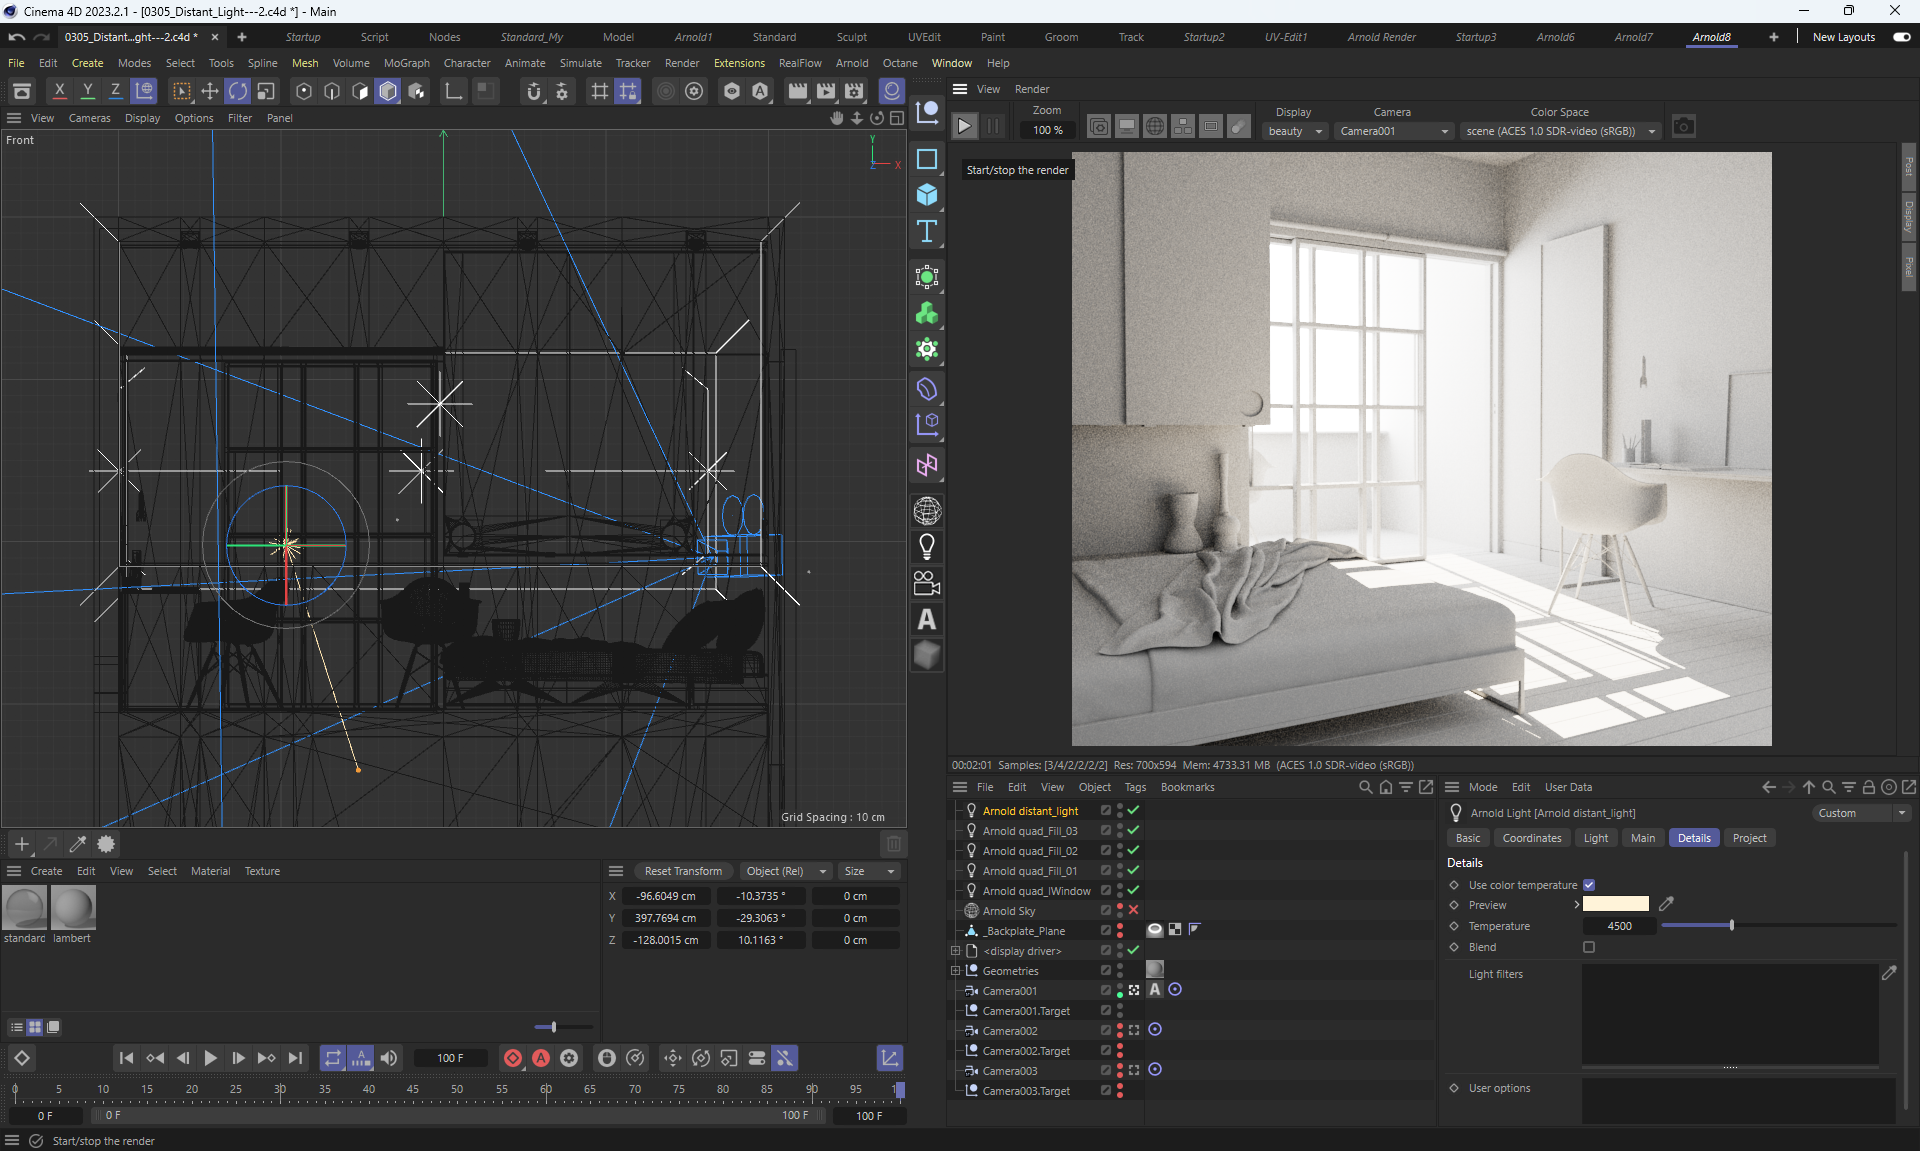 Cinema 4D 2023.2.1 - [0305_Distant_Light---2.c4d *] - Main
0305_Distant...ght---2.c4d * Startup Script Nodes Standard_My Model Arnold1 Standard Sculpt UVEdit Paint Groom Track Startup2 UV-Edit1 Arnold Render Startup3 Arnold6 Arnold7 Arnold8 New Layouts
File Edit Create Modes Select Tools Spline Mesh Volume MoGraph Character Animate Simulate Tracker Render Extensions RealFlow Arnold Octane Window Help
X Y Z
View Render
View Cameras Display Options Filter Panel
Zoom
100 %
Display
beauty
Camera
Camera001
Color Space
scene (ACES 1.0 SDR-video (sRGB))
Front
Y
X
Z
Start/stop the render
Post
Display
Pixel
Grid Spacing : 10 cm
00:02:01 Samples: [3/4/2/2/2/2] Res: 700x594 Mem: 4733.31 MB (ACES 1.0 SDR-video (sRGB))
File Edit View Object Tags Bookmarks
Arnold distant_light
Arnold quad_Fill_03
Arnold quad_Fill_02
Arnold quad_Fill_01
Arnold quad_lWindow
Arnold Sky
_Backplate_Plane
<display driver>
Geometries
Camera001
Camera001.Target
Camera002
Camera002.Target
Camera003
Camera003.Target
Mode Edit User Data
Arnold Light [Arnold distant_light]
Custom
Basic Coordinates Light Main Details Project
Details
Use color temperature
Preview
Temperature 4500
Blend
Light filters
User options
Create Edit View Select Material Texture
standard lambert
Reset Transform Object (Rel) Size
X -96.6049 cm -10.3735 ° 0 cm
Y 397.7694 cm -29.3063 ° 0 cm
Z -128.0015 cm 10.1163 ° 0 cm
100 F
0 5 10 15 20 25 30 35 40 45 50 55 60 65 70 75 80 85 90 95
0 F 0 F 100 F 100 F
Start/stop the render